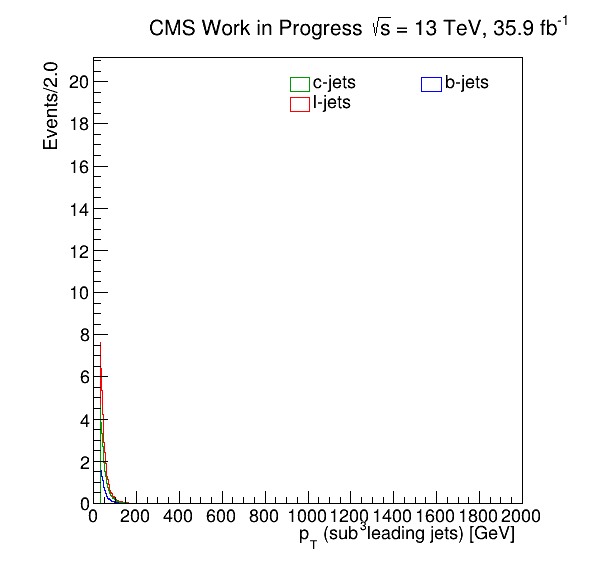 CMS Work in Progress √s = 13 TeV, 35.9 fb⁻¹
Events/2.0
c-jets
b-jets
l-jets
20
18
16
14
12
10
8
6
4
2
0
0 200 400 600 800 1000 1200 1400 1600 1800 2000
p_T (sub³leading jets) [GeV]